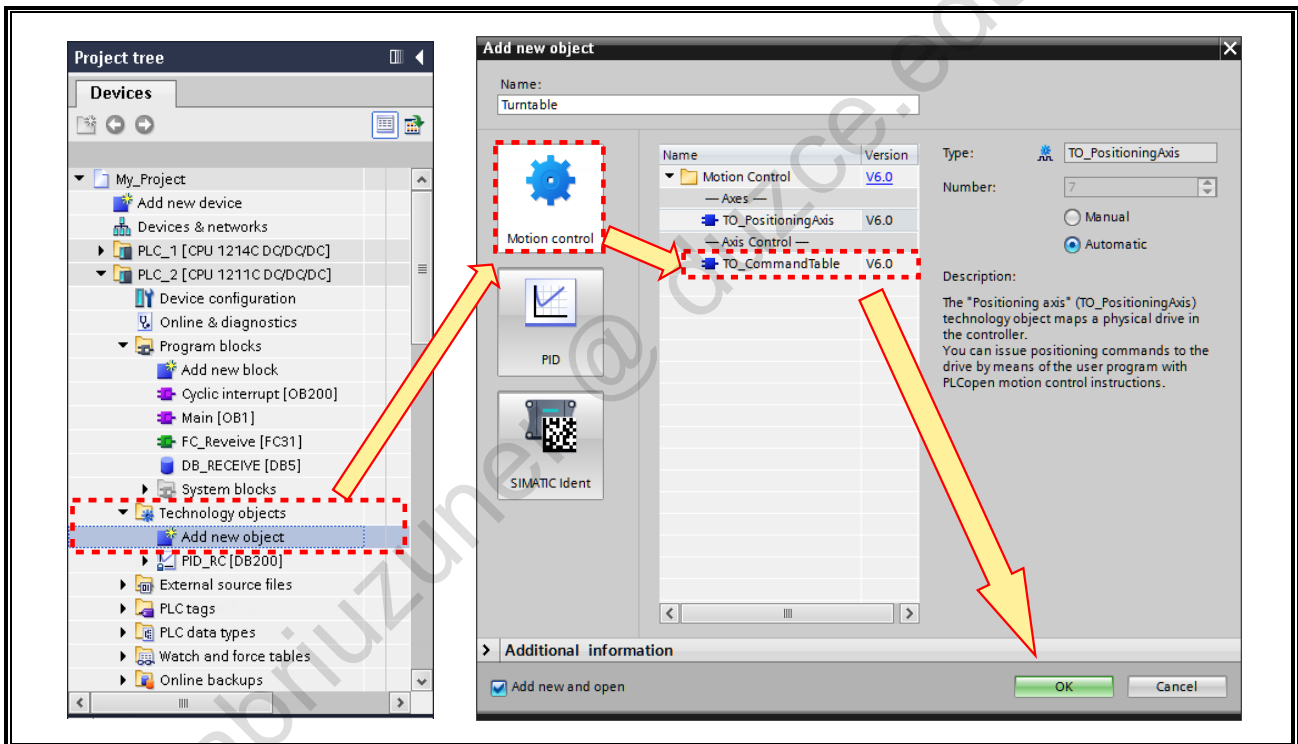 Project tree
Devices
My_Project
Add new device
Devices & networks
PLC_1 [CPU 1214C DC/DC/DC]
PLC_2 [CPU 1211C DC/DC/DC]
Device configuration
Online & diagnostics
Program blocks
Add new block
Cyclic interrupt [OB200]
Main [OB1]
FC_Reveive [FC31]
DB_RECEIVE [DB5]
System blocks
Technology objects
Add new object
PID_RC [DB200]
External source files
PLC tags
PLC data types
Watch and force tables
Online backups
Add new object
Name:
Turntable
Motion control
PID
SIMATIC Ident
Name Version
Motion Control V6.0
— Axes —
TO_PositioningAxis V6.0
— Axis Control —
TO_CommandTable V6.0
Type: TO_PositioningAxis
Number: 7
Manual
Automatic
Description:
The "Positioning axis" (TO_PositioningAxis)
technology object maps a physical drive in
the controller.
You can issue positioning commands to the
drive by means of the user program with
PLCopen motion control instructions.
Additional information
Add new and open
OK Cancel